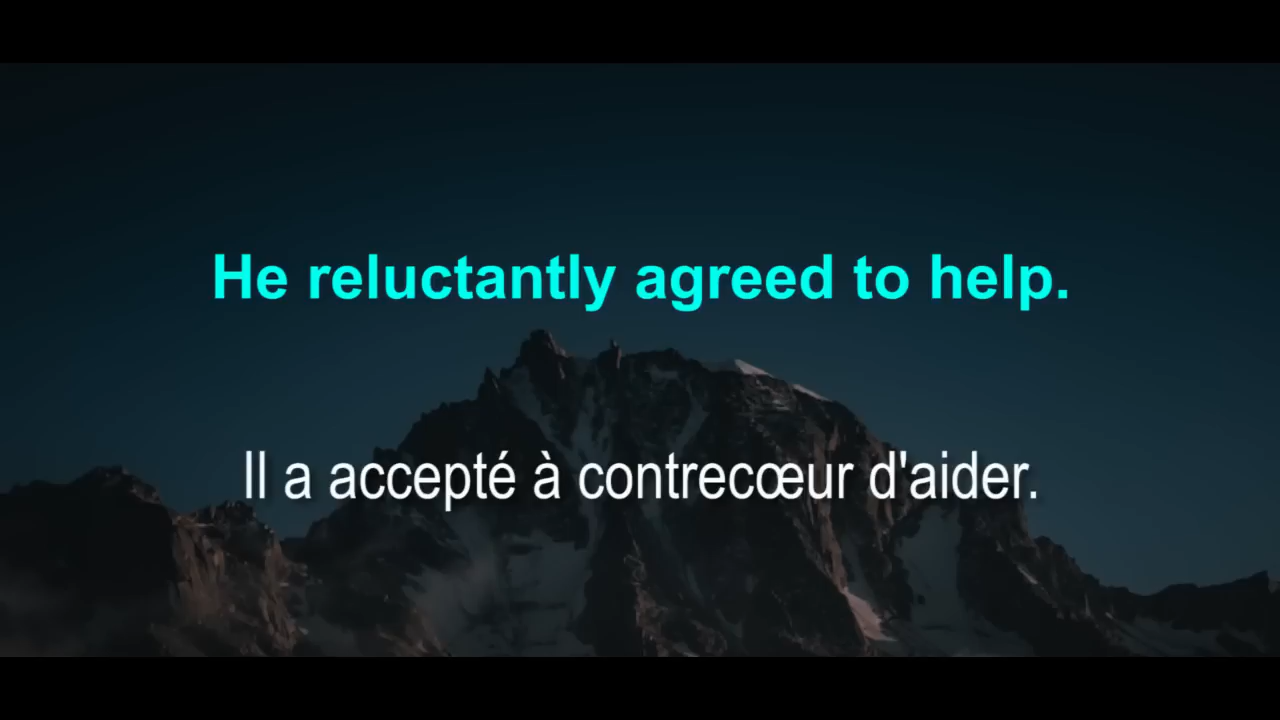 He reluctantly agreed to help.
Il a accepté à contrecœur d'aider.